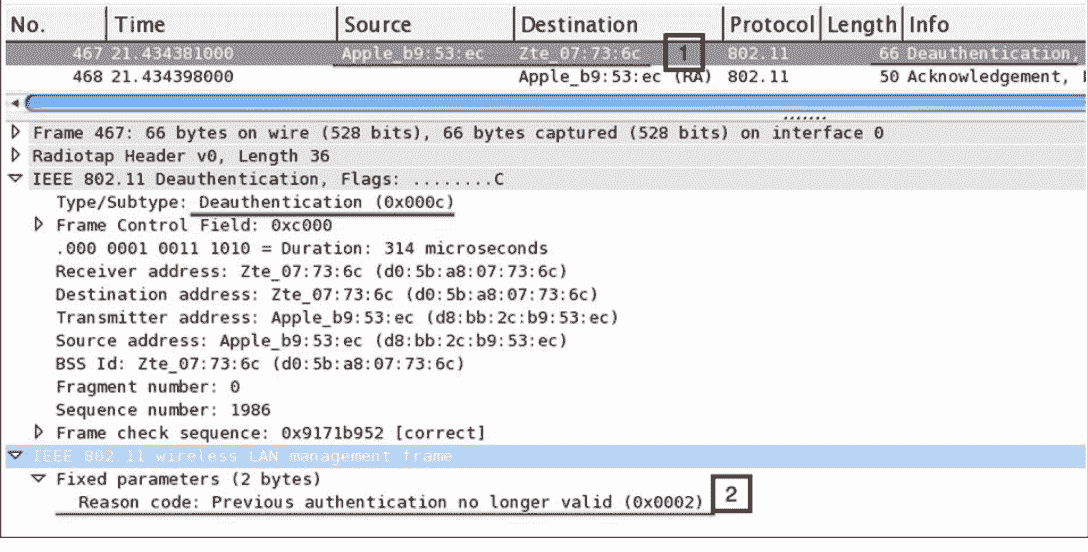 No. Time Source Destination Protocol Length Info
467 21.434381000 Apple_b9:53:ec Zte_07:73:6c 1 802.11 66 Deauthentication,
468 21.434398000 Apple_b9:53:ec (RA) 802.11 50 Acknowledgement,
Frame 467: 66 bytes on wire (528 bits), 66 bytes captured (528 bits) on interface 0
Radiotap Header v0, Length 36
IEEE 802.11 Deauthentication, Flags: ........C
Type/Subtype: Deauthentication (0x000c)
Frame Control Field: 0xc000
.000 0001 0011 1010 = Duration: 314 microseconds
Receiver address: Zte_07:73:6c (d0:5b:a8:07:73:6c)
Destination address: Zte_07:73:6c (d0:5b:a8:07:73:6c)
Transmitter address: Apple_b9:53:ec (d8:bb:2c:b9:53:ec)
Source address: Apple_b9:53:ec (d8:bb:2c:b9:53:ec)
BSS Id: Zte_07:73:6c (d0:5b:a8:07:73:6c)
Fragment number: 0
Sequence number: 1986
Frame check sequence: 0x9171b952 [correct]
IEEE 802.11 wireless LAN management frame
Fixed parameters (2 bytes)
Reason code: Previous authentication no longer valid (0x0002) 2